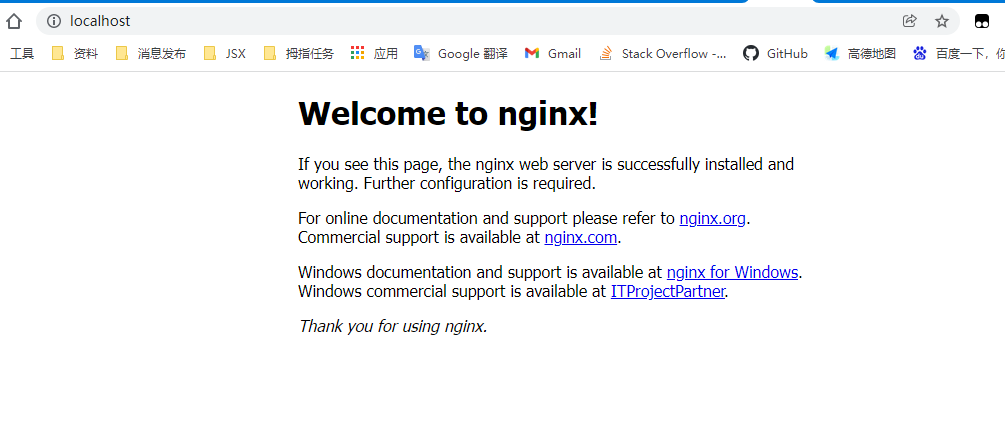 localhost
工具 资料 消息发布 JSX 拇指任务 应用 Google 翻译 Gmail Stack Overflow -... GitHub 高德地图 百度一下，你
Welcome to nginx!
If you see this page, the nginx web server is successfully installed and
working. Further configuration is required.
For online documentation and support please refer to nginx.org.
Commercial support is available at nginx.com.
Windows documentation and support is available at nginx for Windows.
Windows commercial support is available at ITProjectPartner.
Thank you for using nginx.